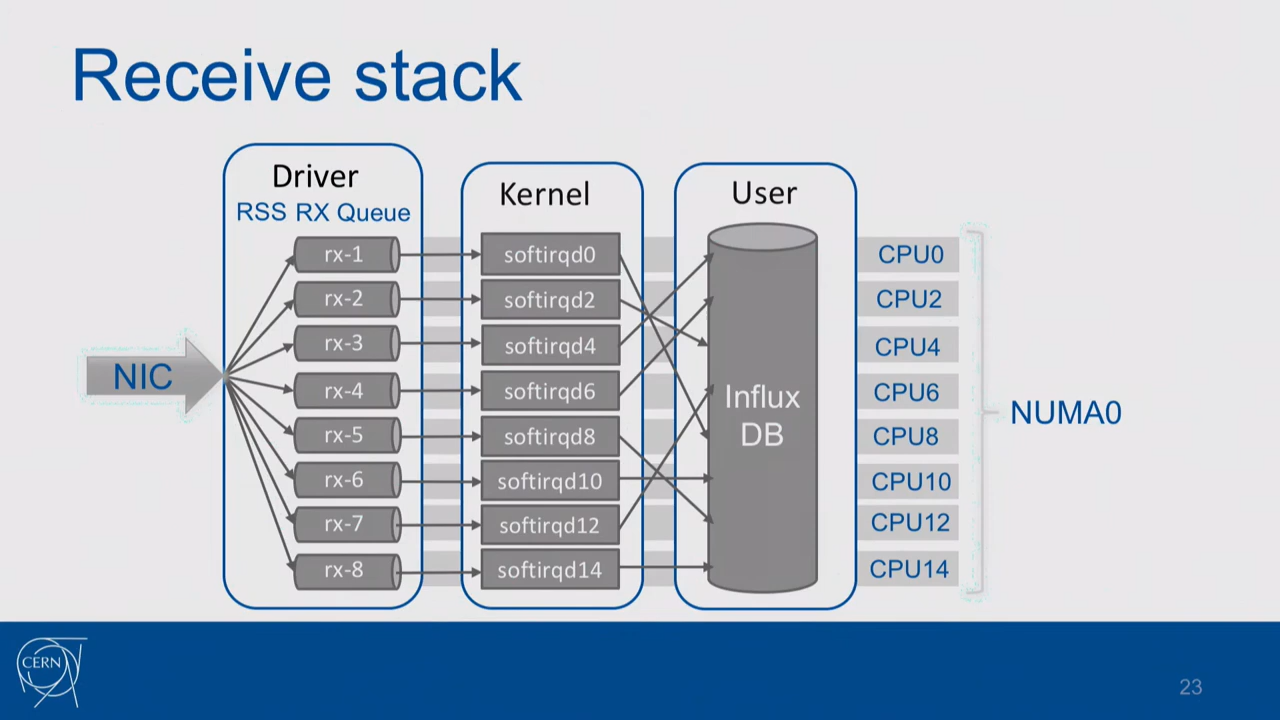 Receive stack
Driver
RSS RX Queue
Kernel
User
NIC
rx-1
rx-2
rx-3
rx-4
rx-5
rx-6
rx-7
rx-8
softirqd0
softirqd2
softirqd4
softirqd6
softirqd8
softirqd10
softirqd12
softirqd14
Influx
DB
CPU0
CPU2
CPU4
CPU6
CPU8
CPU10
CPU12
CPU14
NUMA0
CERN
23